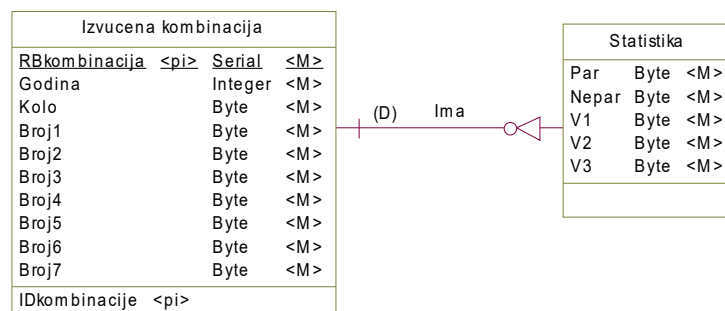 Izvucena kombinacija
RBkombinacija <pi> Serial <M>
Godina Integer <M>
Kolo Byte <M>
Broj1 Byte <M>
Broj2 Byte <M>
Broj3 Byte <M>
Broj4 Byte <M>
Broj5 Byte <M>
Broj6 Byte <M>
Broj7 Byte <M>
IDkombinacije <pi>
(D) Ima
Statistika
Par Byte <M>
Nepar Byte <M>
V1 Byte <M>
V2 Byte <M>
V3 Byte <M>